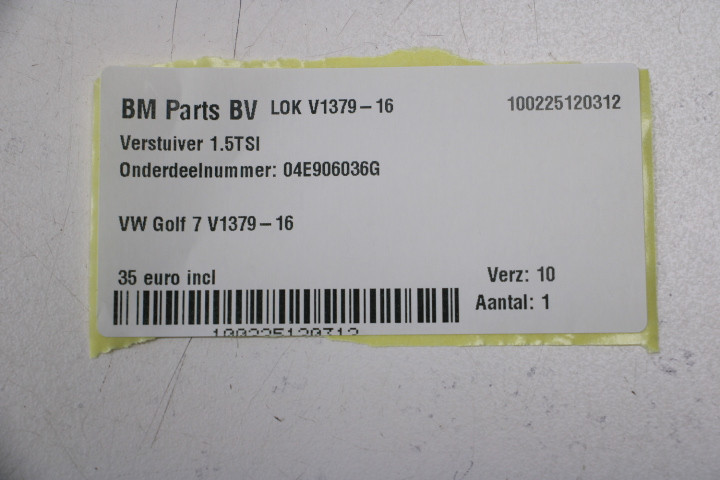 BM Parts BV LOK V1379-16 100225120312
Verstuiver 1.5TSI
Onderdeelnummer: 04E906036G
VW Golf 7 V1379-16
35 euro incl Verz: 10
Aantal: 1
100225120312